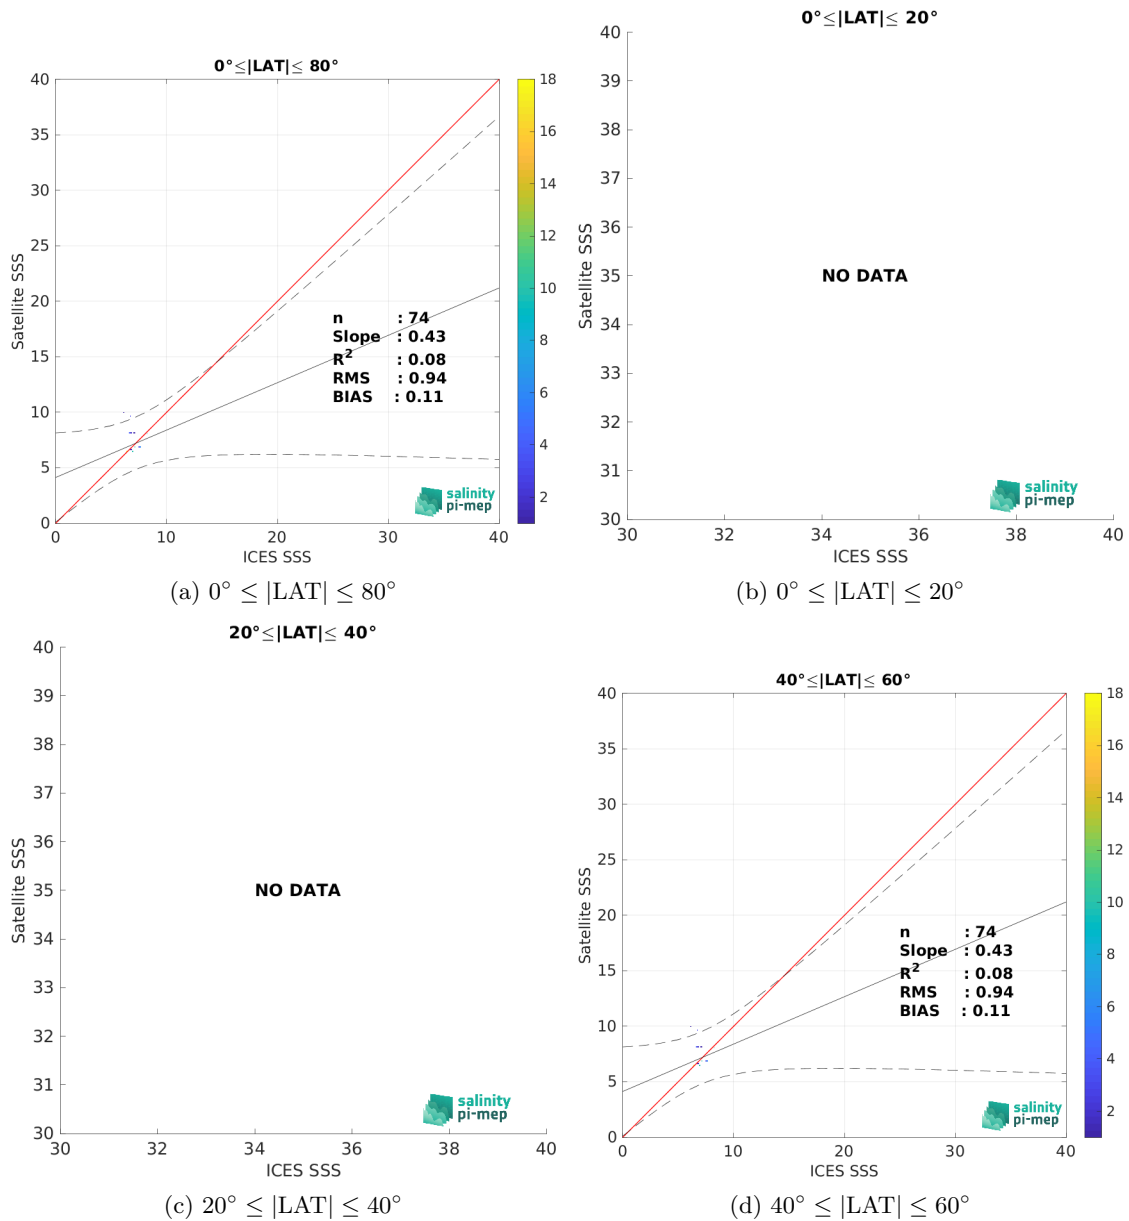 0°≤|LAT|≤ 80°
40
35
30
25
20
15
10
5
0
Satellite SSS
n : 74
Slope : 0.43
R² : 0.08
RMS : 0.94
BIAS : 0.11
salinity
pi-mep
0 10 20 30 40
ICES SSS
18
16
14
12
10
8
6
4
2
(a) 0° ≤ |LAT| ≤ 80°
0°≤|LAT|≤ 20°
40
39
38
37
36
35
34
33
32
31
30
Satellite SSS
NO DATA
salinity
pi-mep
30 32 34 36 38 40
ICES SSS
(b) 0° ≤ |LAT| ≤ 20°
20°≤|LAT|≤ 40°
40
39
38
37
36
35
34
33
32
31
30
Satellite SSS
NO DATA
salinity
pi-mep
30 32 34 36 38 40
ICES SSS
(c) 20° ≤ |LAT| ≤ 40°
40°≤|LAT|≤ 60°
40
35
30
25
20
15
10
5
0
Satellite SSS
n : 74
Slope : 0.43
R² : 0.08
RMS : 0.94
BIAS : 0.11
salinity
pi-mep
0 10 20 30 40
ICES SSS
18
16
14
12
10
8
6
4
2
(d) 40° ≤ |LAT| ≤ 60°